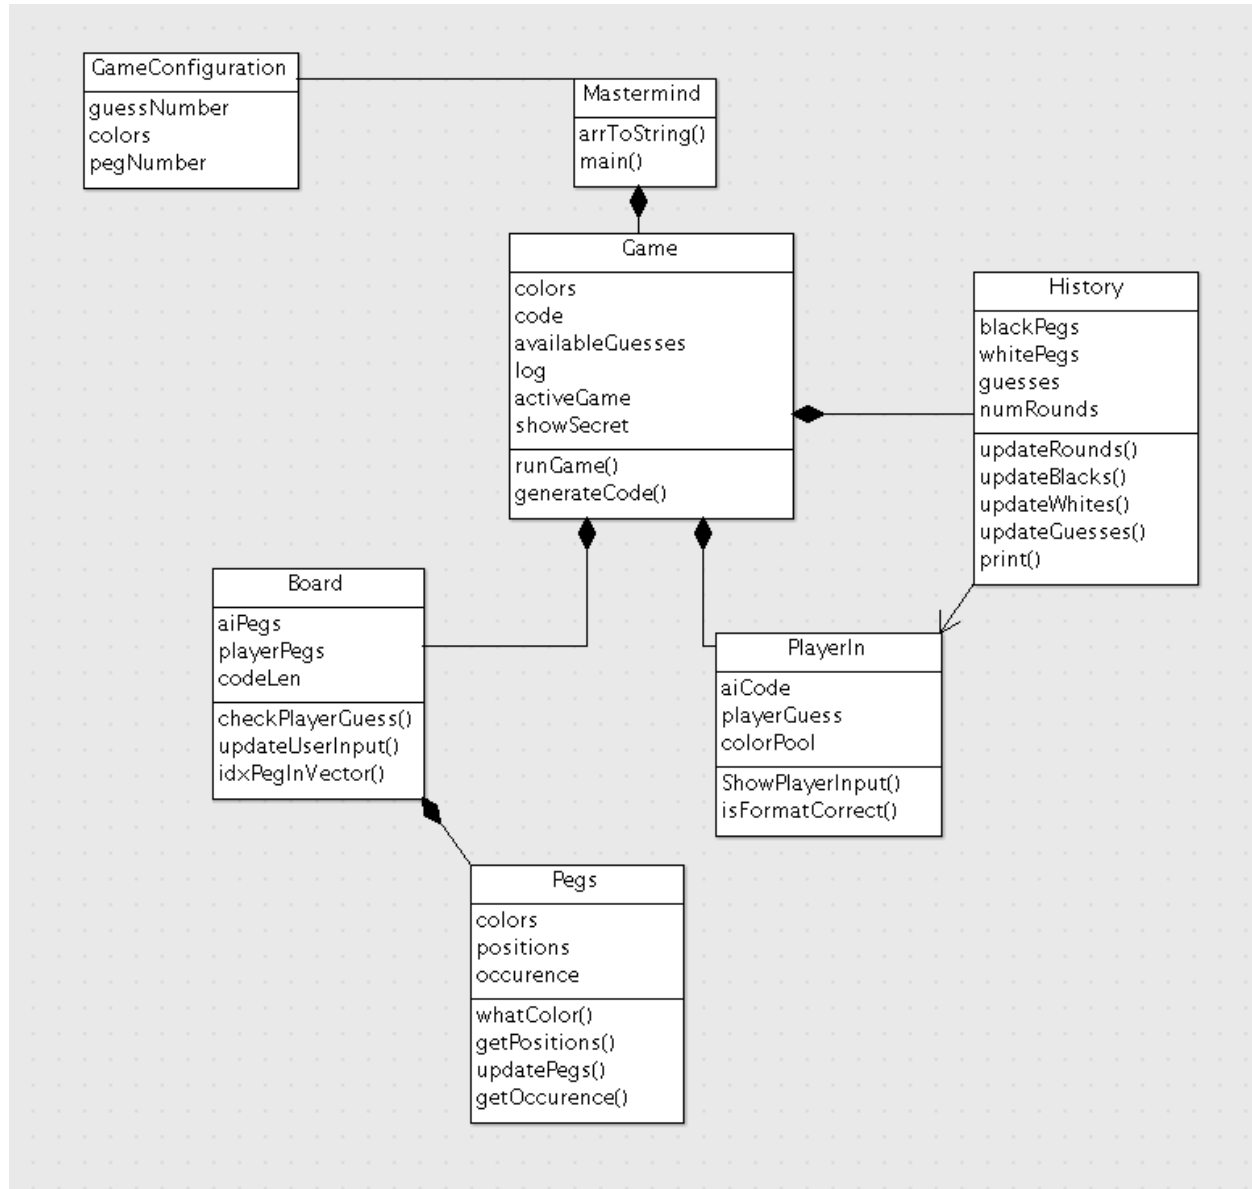 GameConfiguration
guessNumber
colors
pegNumber
Mastermind
arrToString()
main()
Game
colors
code
availableGuesses
log
activeGame
showSecret
runGame()
generateCode()
History
blackPegs
whitePegs
guesses
numRounds
updateRounds()
updateBlacks()
updateWhites()
updateGuesses()
print()
Board
aiPegs
playerPegs
codeLen
checkPlayerGuess()
updateUserInput()
idxPegInVector()
PlayerIn
aiCode
playerGuess
colorPool
ShowPlayerInput()
isFormatCorrect()
Pegs
colors
positions
occurence
whatColor()
getPositions()
updatePegs()
getOccurence()